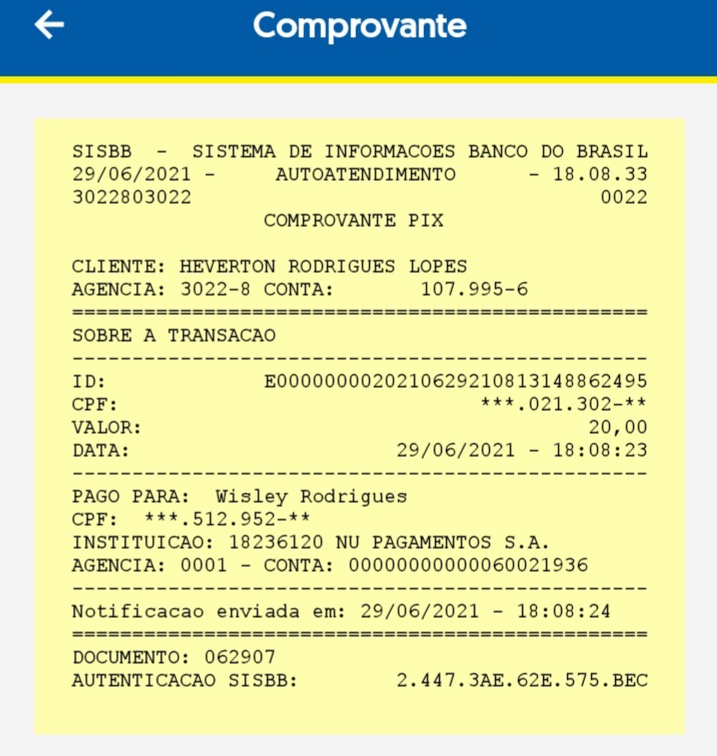 Comprovante
SISBB - SISTEMA DE INFORMACOES BANCO DO BRASIL
29/06/2021 - AUTOATENDIMENTO - 18.08.33
3022803022 0022
COMPROVANTE PIX
CLIENTE: HEVERTON RODRIGUES LOPES
AGENCIA: 3022-8 CONTA: 107.995-6
================================================
SOBRE A TRANSACAO
------------------------------------------------
ID: E0000000020210629210813148862495
CPF: ***.021.302-**
VALOR: 20,00
DATA: 29/06/2021 - 18:08:23
------------------------------------------------
PAGO PARA: Wisley Rodrigues
CPF: ***.512.952-**
INSTITUICAO: 18236120 NU PAGAMENTOS S.A.
AGENCIA: 0001 - CONTA: 00000000000060021936
------------------------------------------------
Notificacao enviada em: 29/06/2021 - 18:08:24
================================================
DOCUMENTO: 062907
AUTENTICACAO SISBB: 2.447.3AE.62E.575.BEC